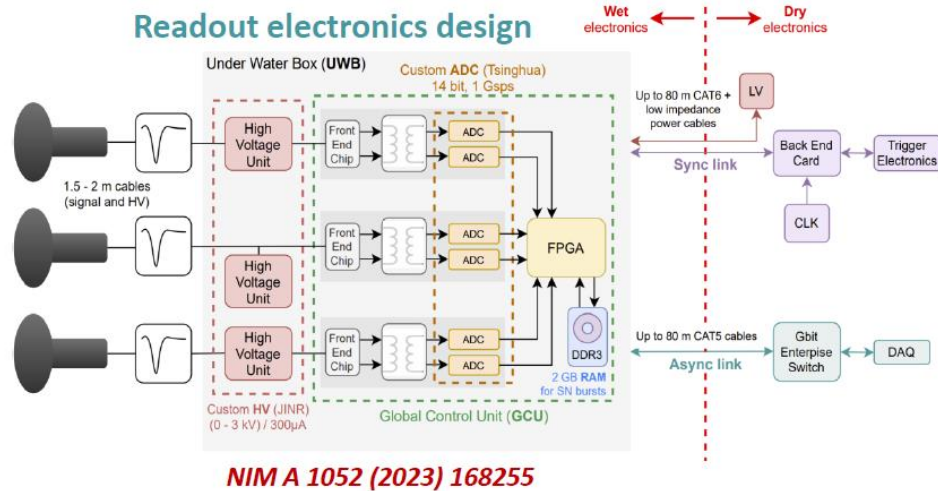 Readout electronics design
Wet
electronics
Dry
electronics
Under Water Box (UWB)
Custom ADC (Tsinghua)
14 bit, 1 Gsps
Up to 80 m CAT6 +
low impedance
power cables
LV
High
Voltage
Unit
Front
End
Chip
ADC
ADC
Back End
Card
Trigger
Electronics
Sync link
1.5 - 2 m cables
(signal and HV)
CLK
High
Voltage
Unit
Front
End
Chip
ADC
ADC
FPGA
High
Voltage
Unit
Front
End
Chip
ADC
ADC
DDR3
Up to 80 m CAT5 cables
Async link
Gbit
Enterpise
Switch
DAQ
2 GB RAM
for SN bursts
Custom HV (JINR)
(0 - 3 kV) / 300μA
Global Control Unit (GCU)
NIM A 1052 (2023) 168255